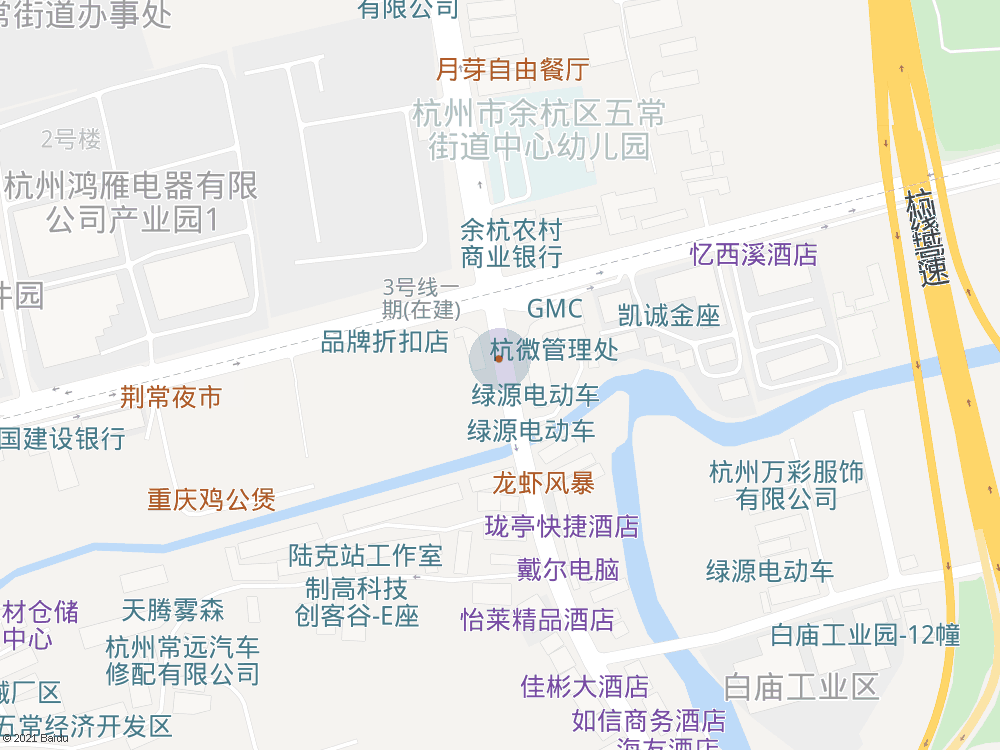 常街道办事处
有限公司
月芽自由餐厅
杭州市余杭区五常
街道中心幼儿园
2号楼
杭州鸿雁电器有限
公司产业园1
杭绕高速
余杭农村
商业银行
忆西溪酒店
件园
3号线一
期(在建)
GMC
凯诚金座
品牌折扣店
杭微管理处
荆常夜市
绿源电动车
绿源电动车
国建设银行
龙虾风暴
杭州万彩服饰
有限公司
重庆鸡公煲
珑亭快捷酒店
陆克站工作室
戴尔电脑
绿源电动车
制高科技
创客谷-E座
材仓储
中心
天腾雾森
怡莱精品酒店
杭州常远汽车
修配有限公司
白庙工业园-12幢
械厂区
佳彬大酒店
白庙工业区
五常经济开发区
如信商务酒店
海友酒店
© 2021 Baidu